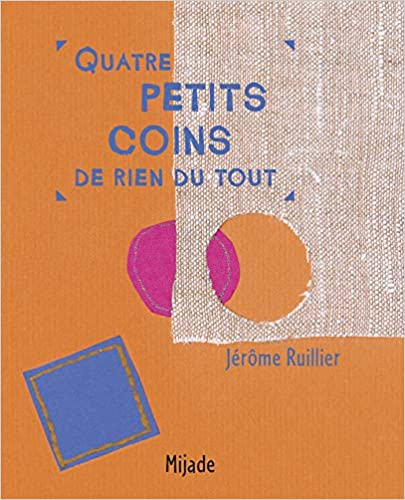 QUATRE
PETITS
COINS
DE RIEN DU TOUT
Jérôme Ruillier
Mijade